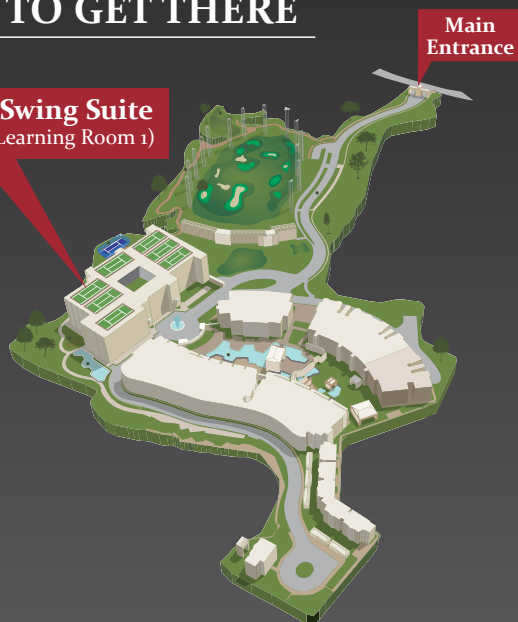 TO GET THERE
Main
Entrance
Swing Suite
Learning Room 1)